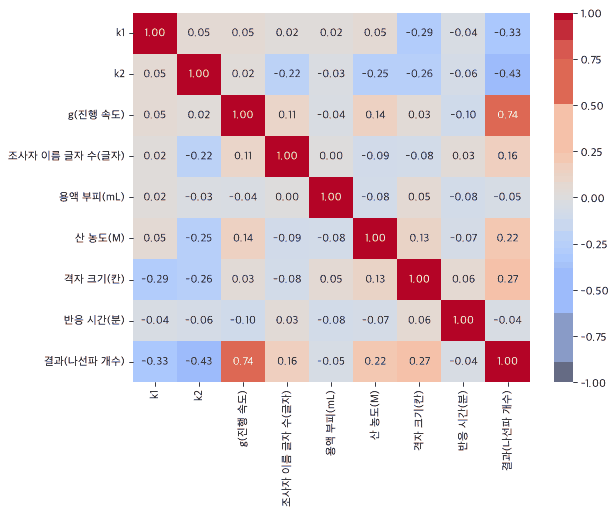 k1 1.00 0.05 0.05 0.02 0.02 0.05 -0.29 -0.04 -0.33
k2 0.05 1.00 0.02 -0.22 -0.03 -0.25 -0.26 -0.06 -0.43
g(진행 속도) 0.05 0.02 1.00 0.11 -0.04 0.14 0.03 -0.10 0.74
조사자 이름 글자 수(글자) 0.02 -0.22 0.11 1.00 0.00 -0.09 -0.08 0.03 0.16
용액 부피(mL) 0.02 -0.03 -0.04 0.00 1.00 -0.08 0.05 -0.08 -0.05
산 농도(M) 0.05 -0.25 0.14 -0.09 -0.08 1.00 0.13 -0.07 0.22
격자 크기(칸) -0.29 -0.26 0.03 -0.08 0.05 0.13 1.00 0.06 0.27
반응 시간(분) -0.04 -0.06 -0.10 0.03 -0.08 -0.07 0.06 1.00 -0.04
결과(나선파 개수) -0.33 -0.43 0.74 0.16 -0.05 0.22 0.27 -0.04 1.00
k1
k2
g(진행 속도)
조사자 이름 글자 수(글자)
용액 부피(mL)
산 농도(M)
격자 크기(칸)
반응 시간(분)
결과(나선파 개수)
1.00
0.75
0.50
0.25
0.00
-0.25
-0.50
-0.75
-1.00